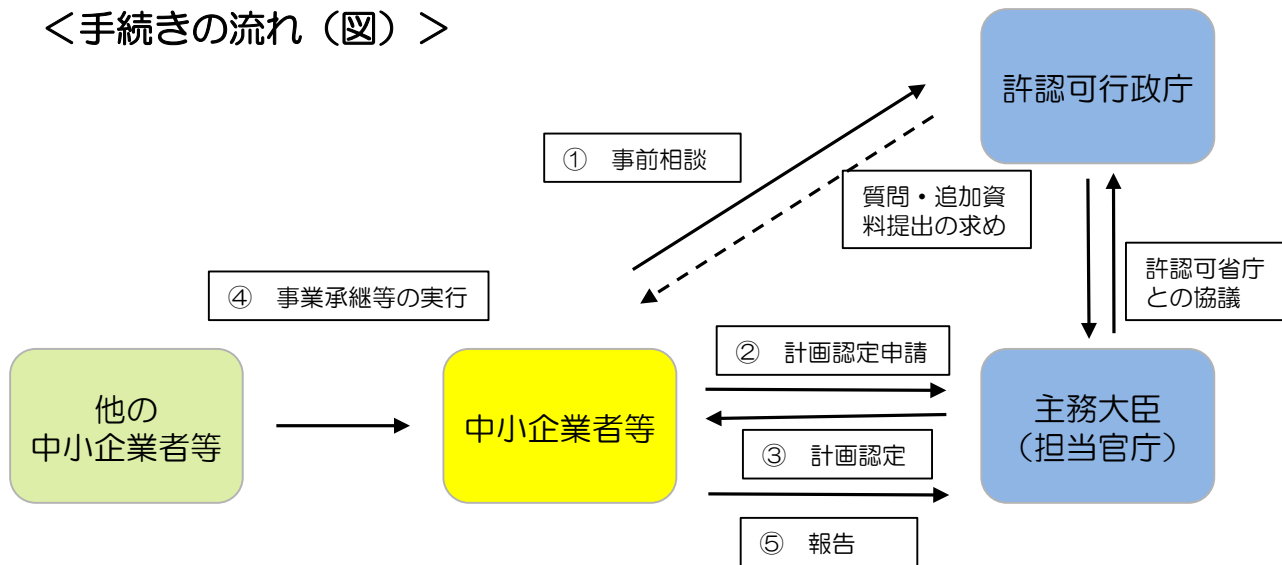 ＜手続きの流れ（図）＞
許認可行政庁
①　事前相談
質問・追加資
料提出の求め
許認可省庁
との協議
④　事業承継等の実行
②　計画認定申請
他の
中小企業者等
中小企業者等
主務大臣
（担当官庁）
③　計画認定
⑤　報告